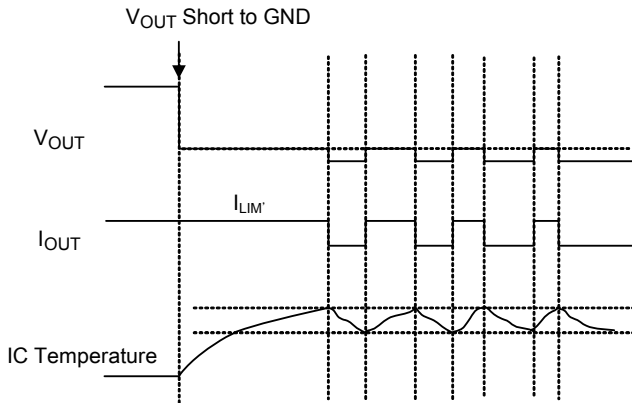 VOUT Short to GND
VOUT
ILIM'
IOUT
IC Temperature